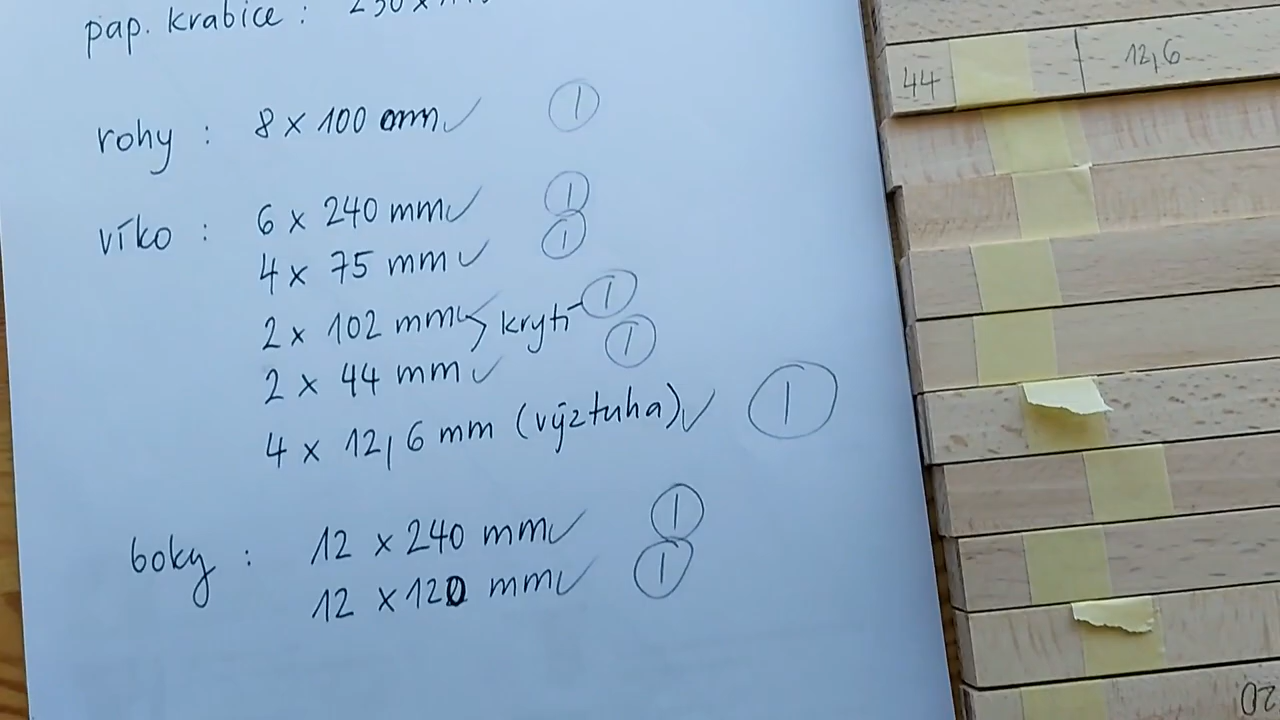 pap. krabice :
rohy : 8 x 100 mm ✓ 1
víko : 6 x 240 mm ✓ 1
4 x 75 mm ✓ 1
2 x 102 mm ✓ krytí 1
2 x 44 mm ✓ 1
4 x 12,6 mm (výztuha) ✓ 1
boky : 12 x 240 mm ✓ 1
12 x 120 mm ✓ 1
44 | 12,6